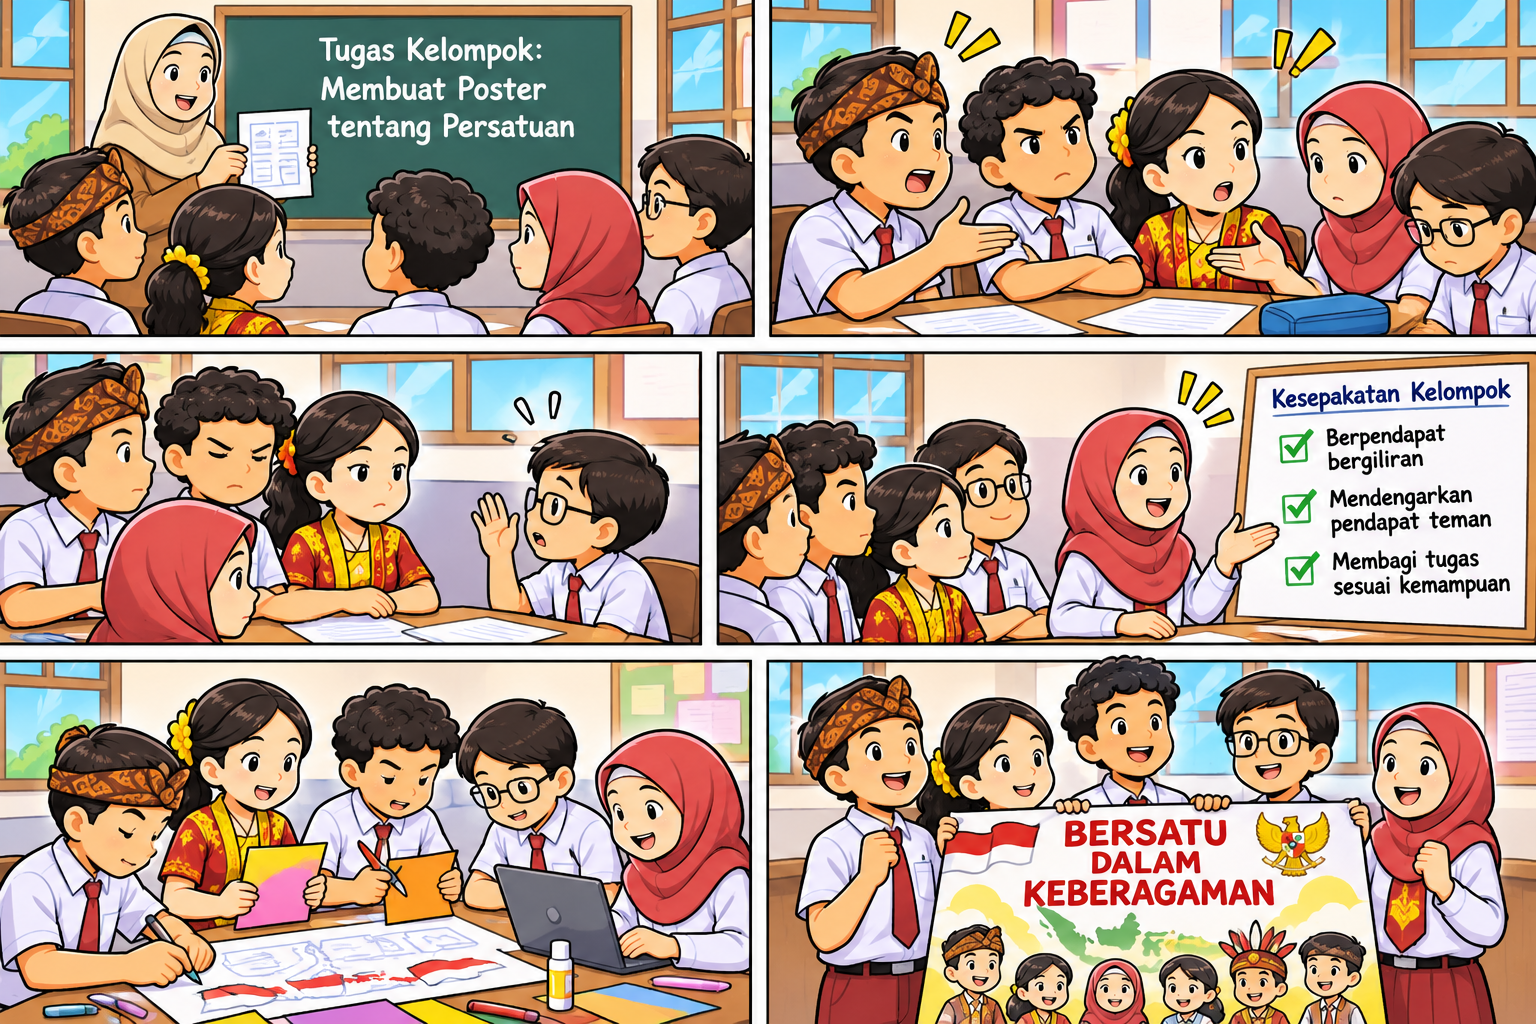 Tugas Kelompok:
Membuat Poster
tentang Persatuan
Kesepakatan Kelompok
Berpendapat
bergiliran
Mendengarkan
pendapat teman
Membagi tugas
sesuai kemampuan
BERSATU
DALAM
KEBERAGAMAN